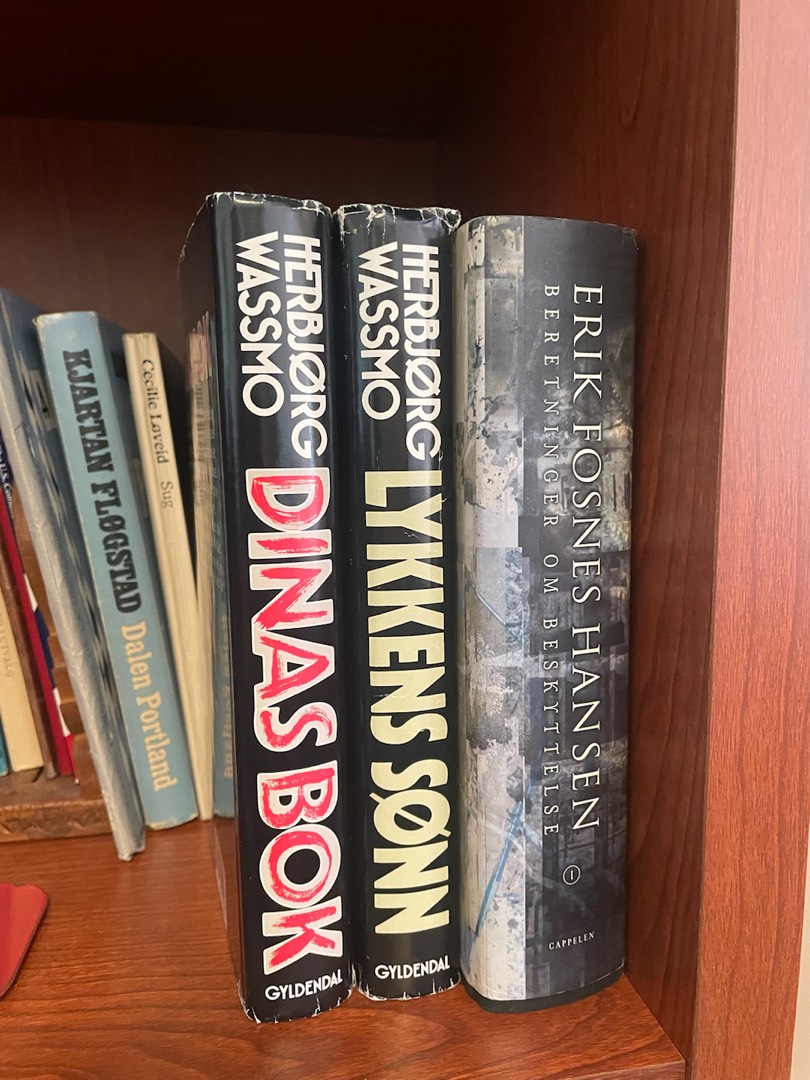 KJARTAN FLØGSTAD Dalen Portland
Cecilie Løveid Sug
HERBJØRG
WASSMO
DINAS BOK
GYLDENDAL
HERBJØRG
WASSMO
LYKKENS SØNN
GYLDENDAL
ERIK FOSNES HANSEN
BERETNINGER OM BESKYTTELSE
1
CAPPELEN